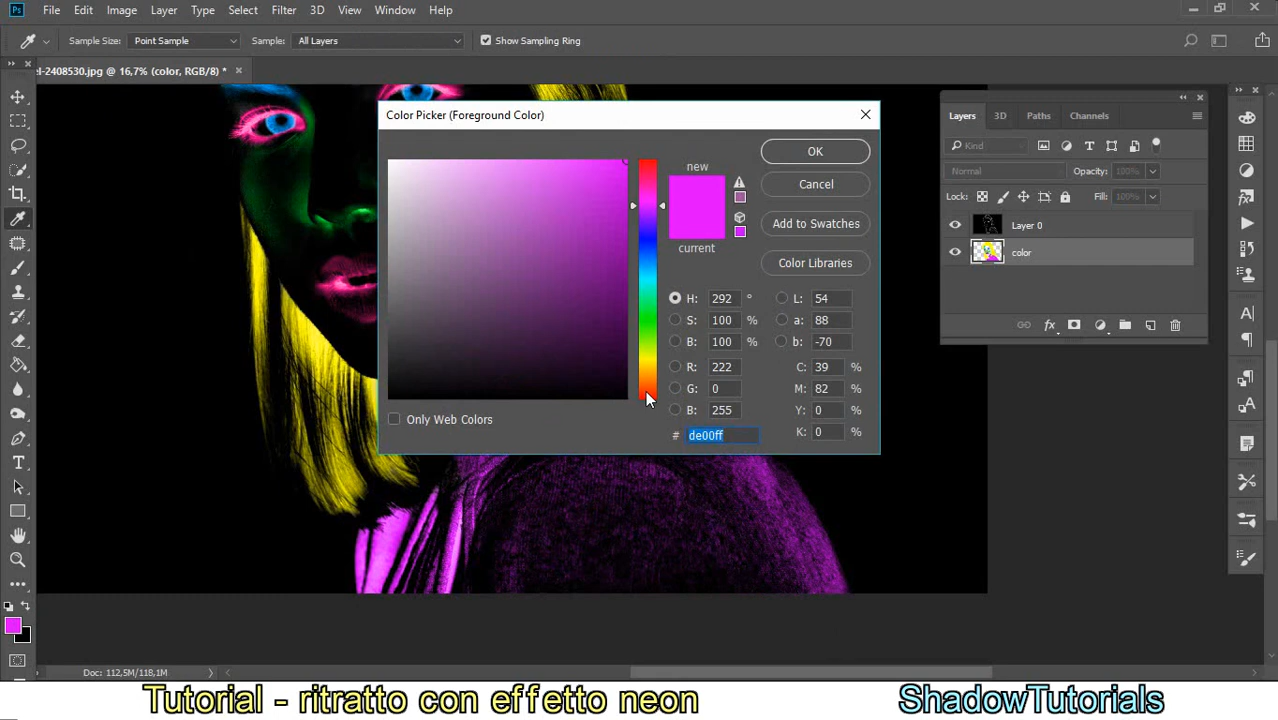 Ps File Edit Image Layer Type Select Filter 3D View Window Help
Sample Size: Point Sample Sample: All Layers Show Sampling Ring
el-2408530.jpg @ 16,7% (color, RGB/8) *
Color Picker (Foreground Color)
new
current
OK
Cancel
Add to Swatches
Color Libraries
H: 292 °
S: 100 %
B: 100 %
R: 222
G: 0
B: 255
# de00ff
L: 54
a: 88
b: -70
C: 39 %
M: 82 %
Y: 0 %
K: 0 %
Only Web Colors
Layers 3D Paths Channels
Kind
Normal Opacity: 100%
Lock: Fill: 100%
Layer 0
color
fx
Doc: 112,5M/118,1M
Tutorial - ritratto con effetto neon
ShadowTutorials